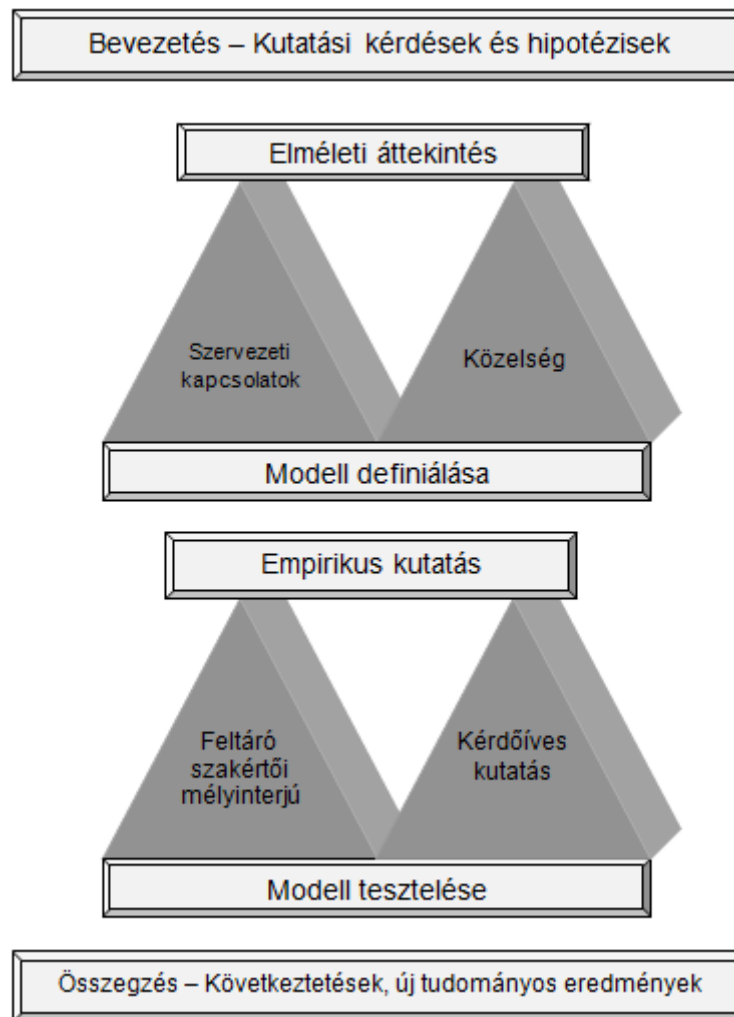 Bevezetés – Kutatási kérdések és hipotézisek
Elméleti áttekintés
Szervezeti
kapcsolatok
Közelség
Modell definiálása
Empirikus kutatás
Feltáró
szakértői
mélyinterjú
Kérdőíves
kutatás
Modell tesztelése
Összegzés – Következtetések, új tudományos eredmények